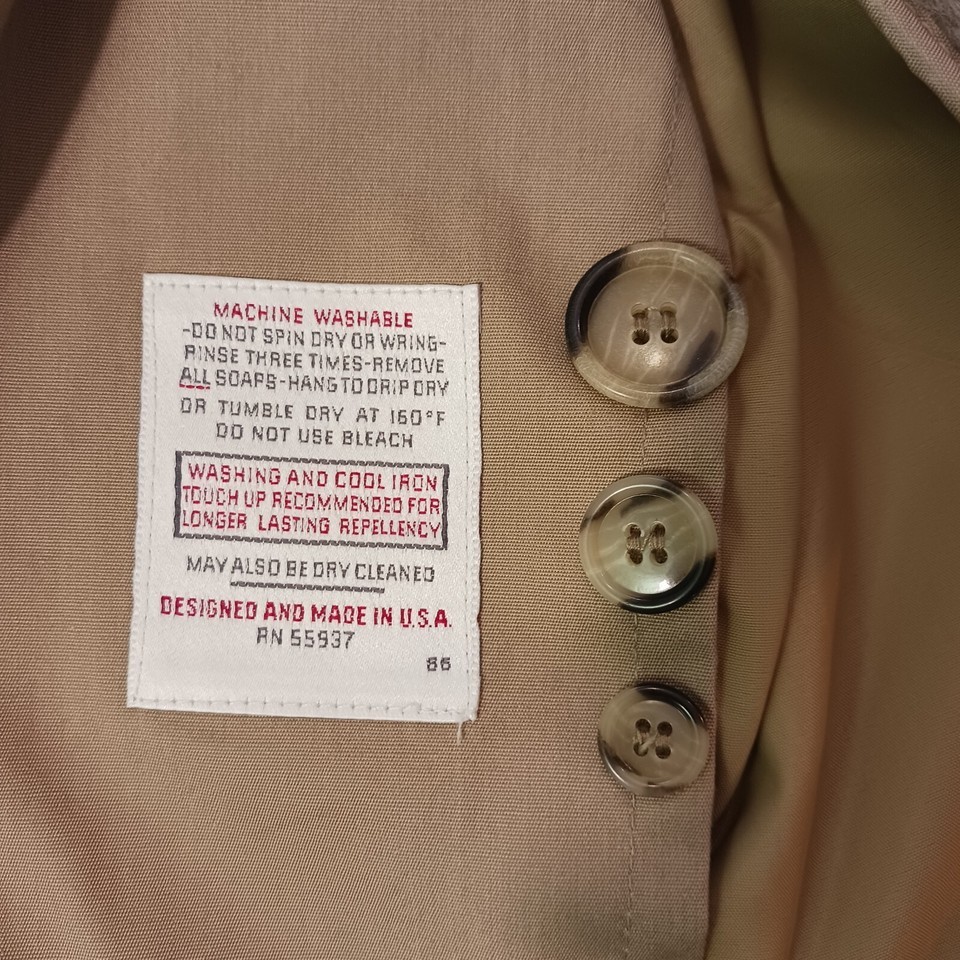 MACHINE WASHABLE
-DO NOT SPIN DRY OR WRING-
RINSE THREE TIMES-REMOVE
ALL SOAPS-HANG TO DRIP DRY
OR TUMBLE DRY AT 160°F
DO NOT USE BLEACH
WASHING AND COOL IRON
TOUCH UP RECOMMENDED FOR
LONGER LASTING REPELLENCY
MAY ALSO BE DRY CLEANED
DESIGNED AND MADE IN U.S.A.
RN 55937
86